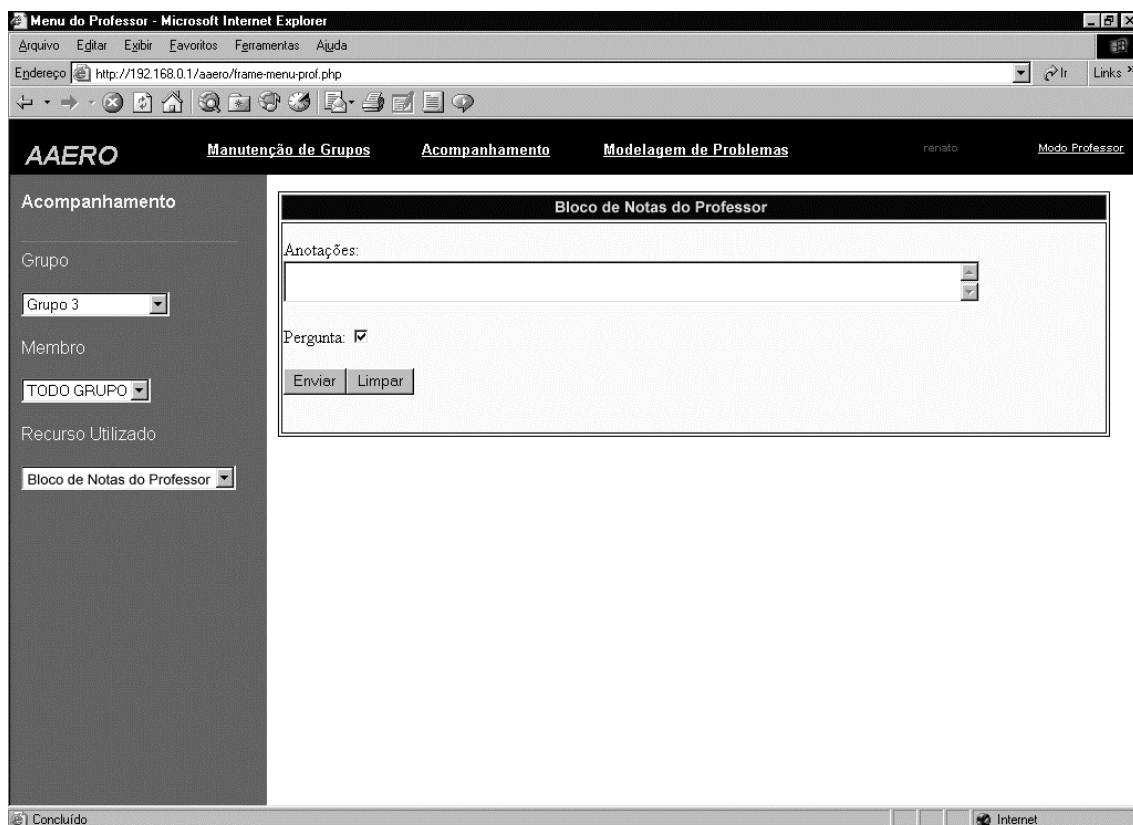 Menu do Professor - Microsoft Internet Explorer
Arquivo Editar Exibir Favoritos Ferramentas Ajuda
Endereço http://192.168.0.1/aaero/frame-menu-prof.php Ir Links »
AAERO Manutenção de Grupos Acompanhamento Modelagem de Problemas renato Modo Professor
Acompanhamento
Grupo
Grupo 3
Membro
TODO GRUPO
Recurso Utilizado
Bloco de Notas do Professor
Bloco de Notas do Professor
Anotações:
Pergunta:
Enviar Limpar
Concluído Internet